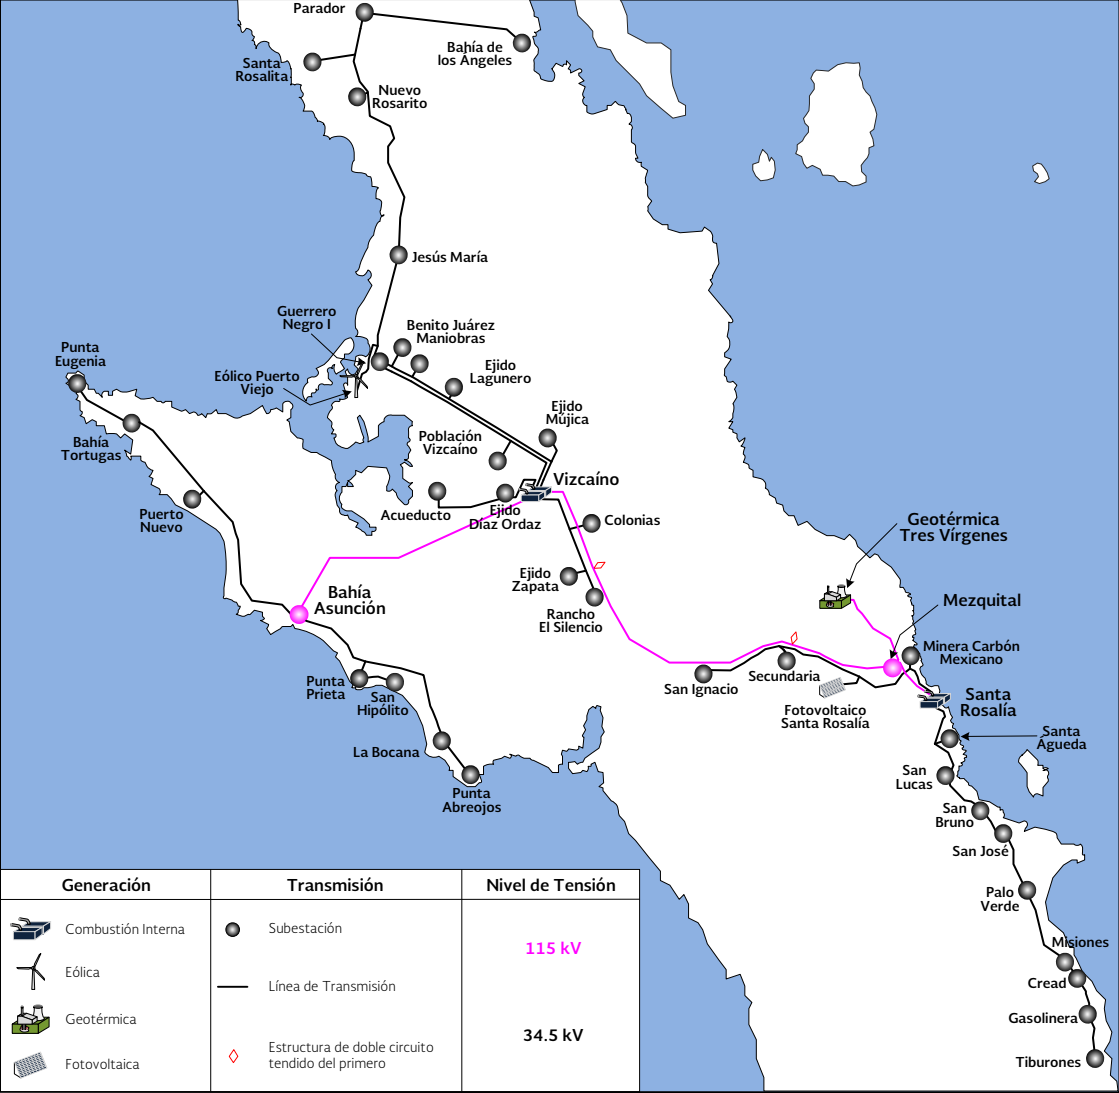 Parador
Bahía de
los Ángeles
Santa
Rosalita
Nuevo
Rosarito
Jesús María
Guerrero
Negro I
Benito Juárez
Maniobras
Punta
Eugenia
Eólico Puerto
Viejo
Ejido
Lagunero
Ejido
Mújica
Bahía
Tortugas
Población
Vizcaíno
Vizcaíno
Puerto
Nuevo
Acueducto
Ejido
Díaz Ordaz
Colonias
Geotérmica
Tres Vírgenes
Ejido
Zapata
Bahía
Asunción
Rancho
El Silencio
Mezquital
Minera Carbón
Mexicano
Punta
Prieta
San
Hipólito
San Ignacio
Secundaria
Fotovoltaico
Santa Rosalía
Santa
Rosalía
La Bocana
Santa
Águeda
Punta
Abreojos
San
Lucas
San
Bruno
San José
Palo
Verde
Misiones
Cread
Gasolinera
Tiburones
Generación
Transmisión
Nivel de Tensión
Combustión Interna
Subestación
115 kV
Eólica
Línea de Transmisión
Geotérmica
34.5 kV
Estructura de doble circuito
tendido del primero
Fotovoltaica